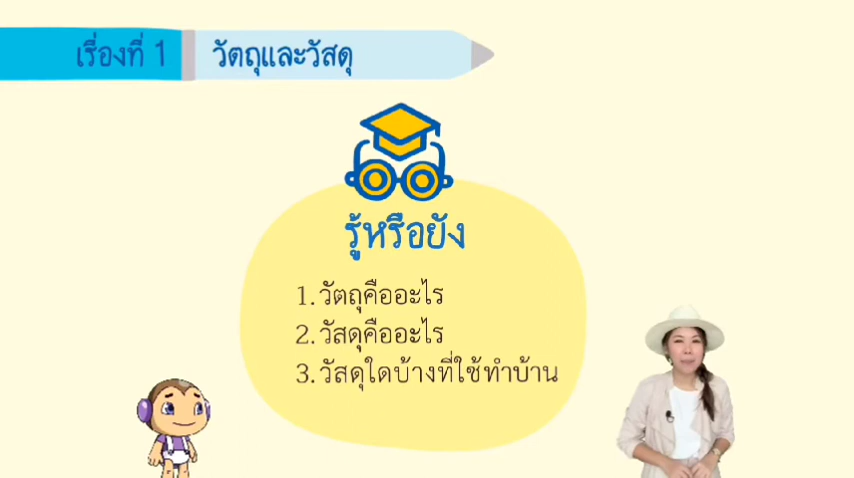 เรื่องที่ 1 วัตถุและวัสดุ
รู้หรือยัง
1. วัตถุคืออะไร
2. วัสดุคืออะไร
3. วัสดุใดบ้างที่ใช้ทำบ้าน